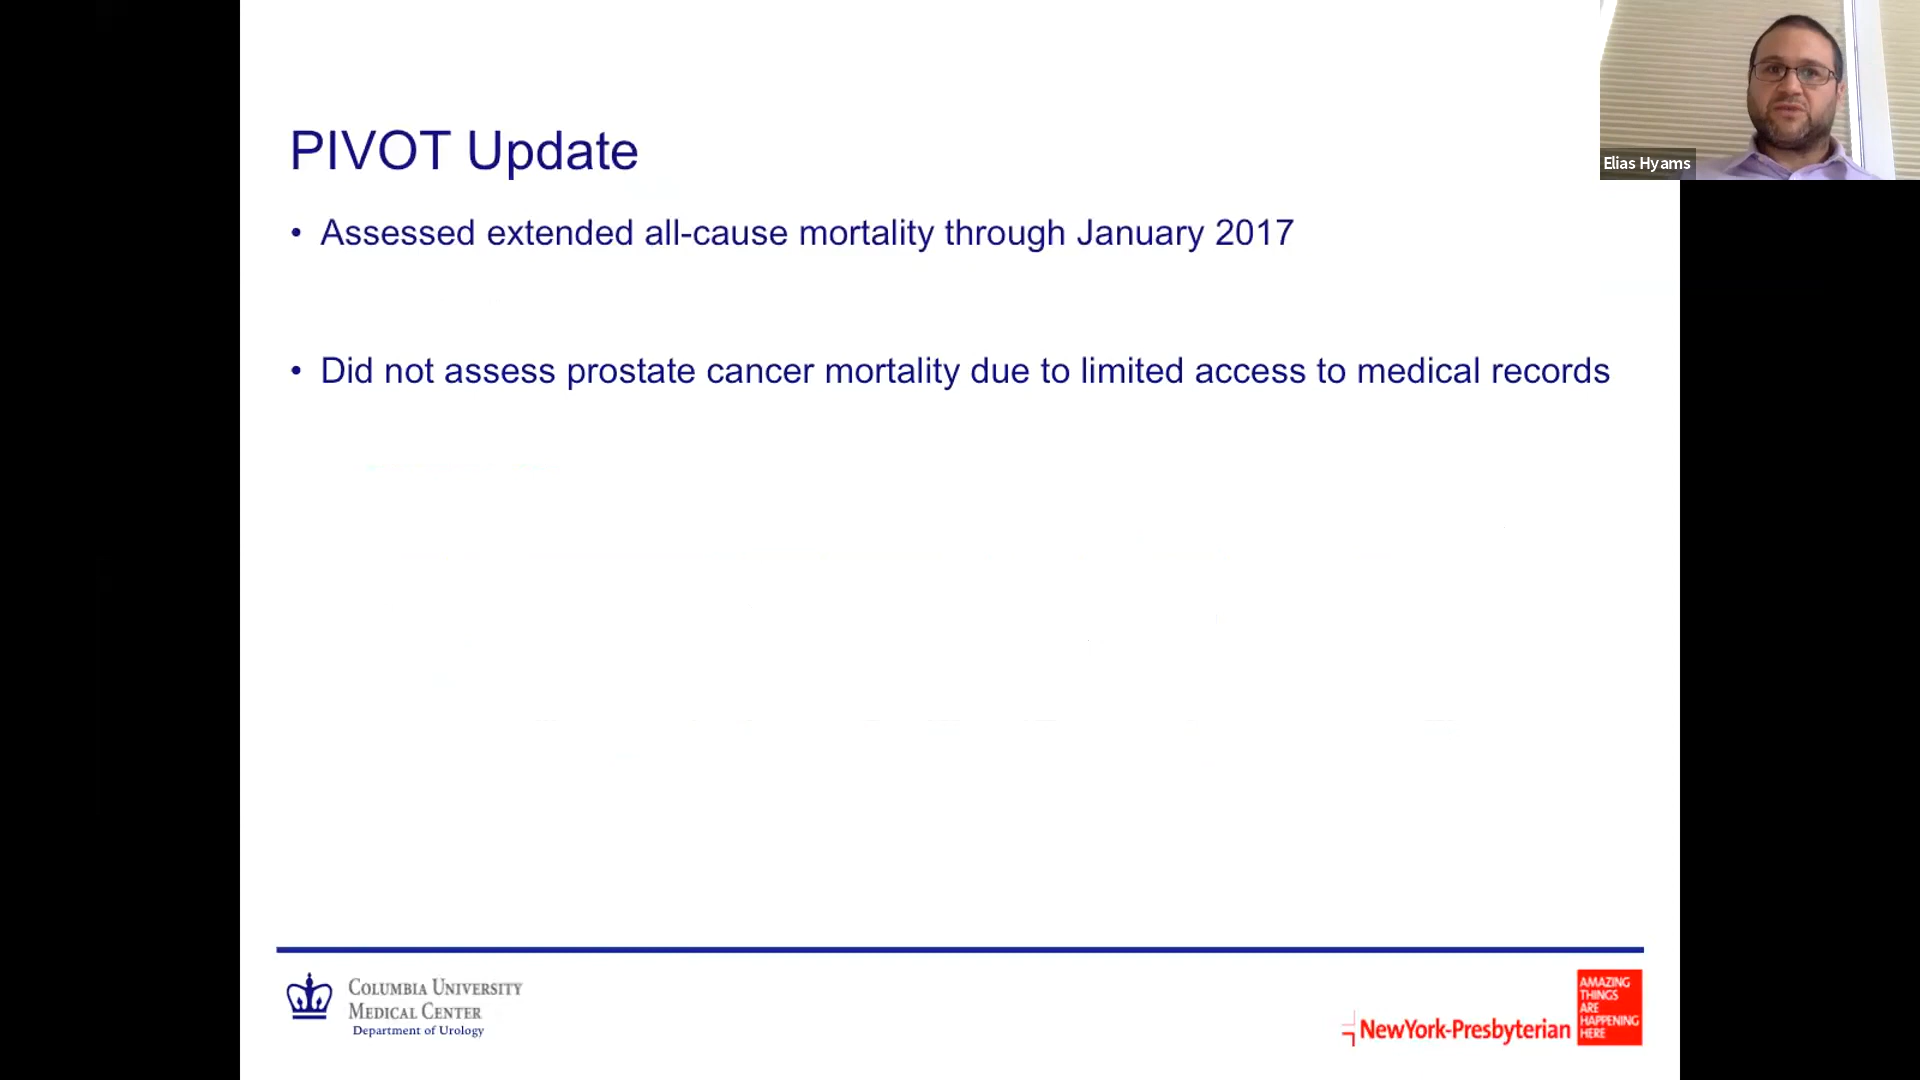 PIVOT Update
• Assessed extended all-cause mortality through January 2017
• Did not assess prostate cancer mortality due to limited access to medical records
Elias Hyams
COLUMBIA UNIVERSITY
MEDICAL CENTER
Department of Urology
NewYork-Presbyterian
AMAZING
THINGS
ARE
HAPPENING
HERE